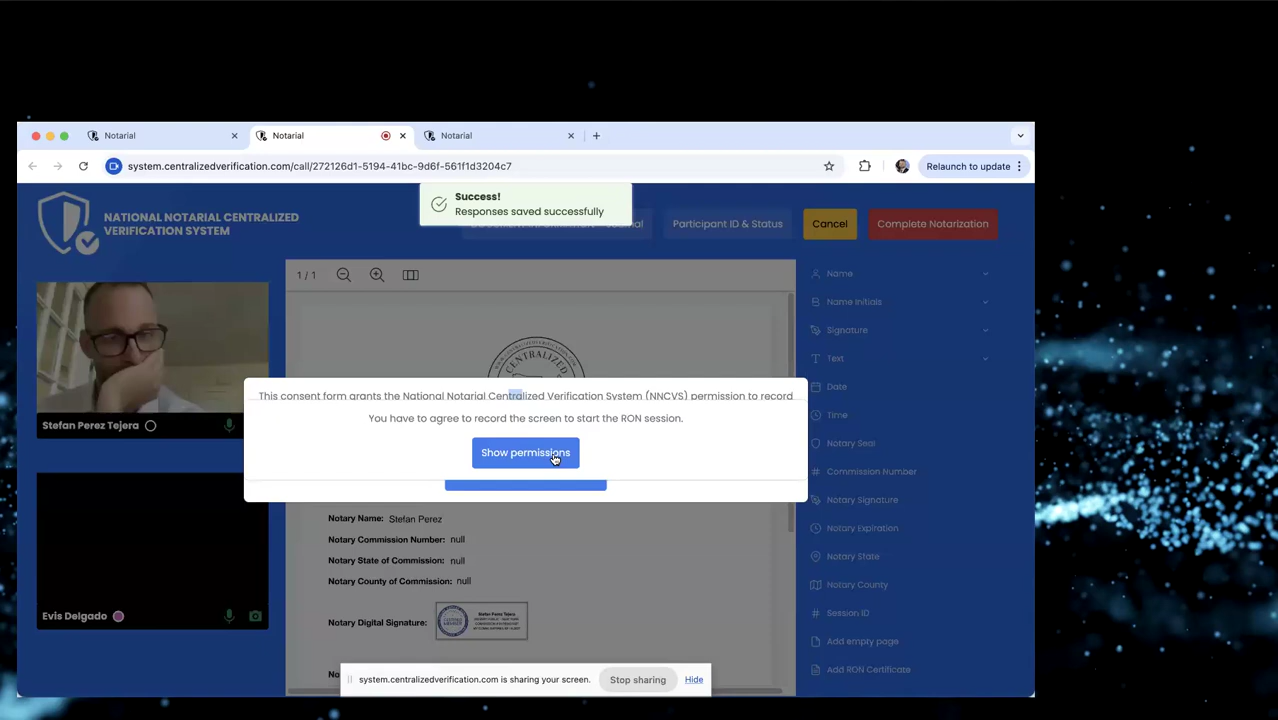 Notarial
Notarial
Notarial
system.centralizedverification.com/call/272126d1-5194-41bc-9d6f-561f1d3204c7
Relaunch to update
NATIONAL NOTARIAL CENTRALIZED
VERIFICATION SYSTEM
Success!
Responses saved successfully
Participant ID & Status
Cancel
Complete Notarization
1 / 1
Stefan Perez Tejera
Evis Delgado
CENTRALIZED
This consent form grants the National Notarial Centralized Verification System (NNCVS) permission to record
You have to agree to record the screen to start the RON session.
Show permissions
Notary Name: Stefan Perez
Notary Commission Number: null
Notary State of Commission: null
Notary County of Commission: null
Notary Digital Signature:
Stefan Perez Tejera
Name
Name Initials
Signature
Text
Date
Time
Notary Seal
Commission Number
Notary Signature
Notary Expiration
Notary State
Notary County
Session ID
Add empty page
Add RON Certificate
system.centralizedverification.com is sharing your screen.
Stop sharing
Hide